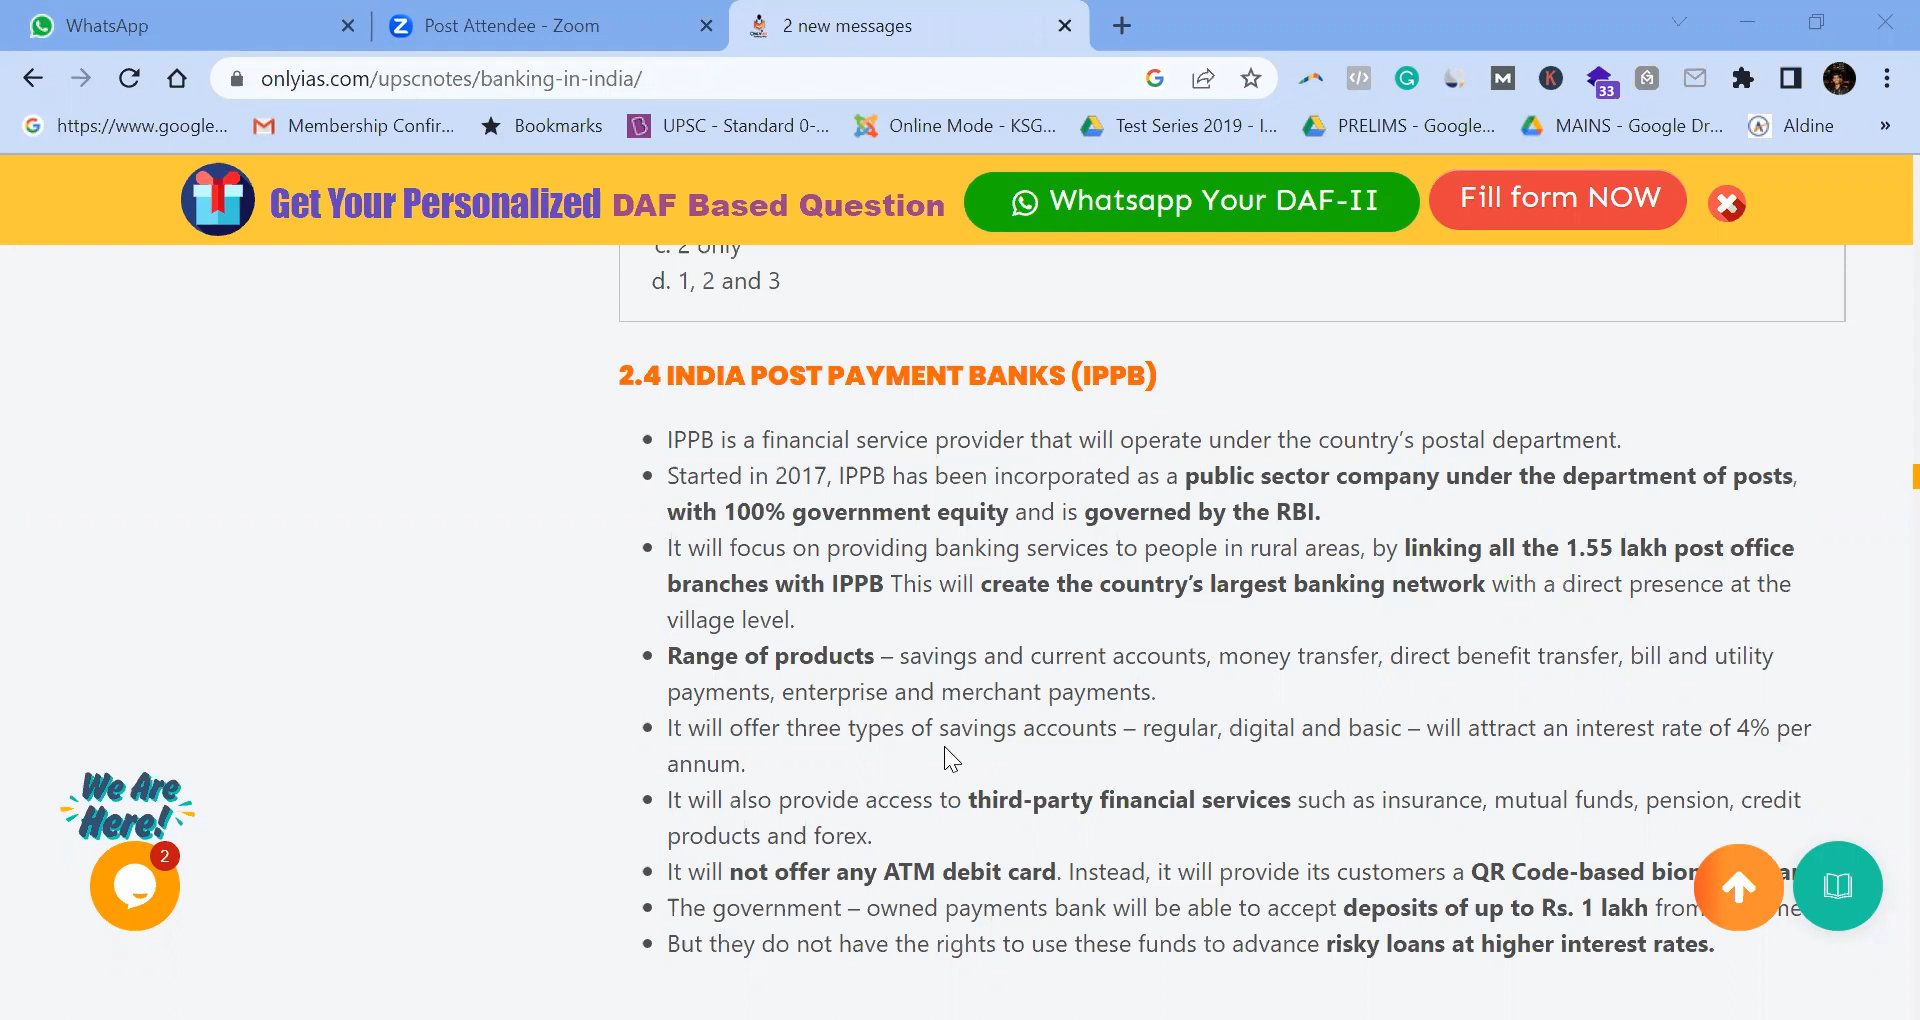 WhatsApp
Post Attendee - Zoom
2 new messages
onlyias.com/upscnotes/banking-in-india/
33
https://www.google...
Membership Confir...
Bookmarks
UPSC - Standard 0-...
Online Mode - KSG...
Test Series 2019 - I...
PRELIMS - Google...
MAINS - Google Dr...
Aldine
»
Get Your Personalized DAF Based Question
Whatsapp Your DAF-II
Fill form NOW
c. 2 only
d. 1, 2 and 3
2.4 INDIA POST PAYMENT BANKS (IPPB)
IPPB is a financial service provider that will operate under the country's postal department.
Started in 2017, IPPB has been incorporated as a public sector company under the department of posts,
with 100% government equity and is governed by the RBI.
It will focus on providing banking services to people in rural areas, by linking all the 1.55 lakh post office
branches with IPPB This will create the country's largest banking network with a direct presence at the
village level.
Range of products – savings and current accounts, money transfer, direct benefit transfer, bill and utility
payments, enterprise and merchant payments.
It will offer three types of savings accounts – regular, digital and basic – will attract an interest rate of 4% per
annum.
It will also provide access to third-party financial services such as insurance, mutual funds, pension, credit
products and forex.
It will not offer any ATM debit card. Instead, it will provide its customers a QR Code-based
The government – owned payments bank will be able to accept deposits of up to Rs. 1 lakh from
But they do not have the rights to use these funds to advance risky loans at higher interest rates.
We Are
Here!
2